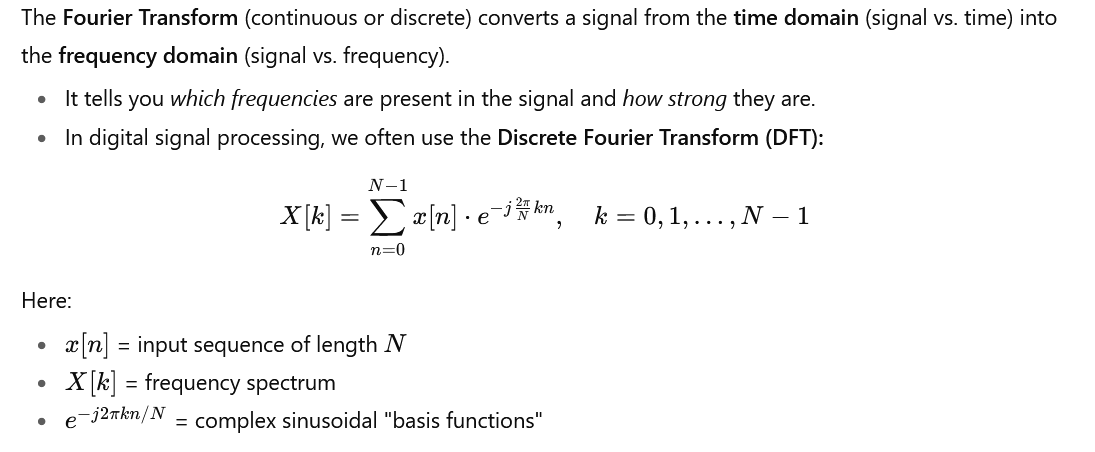 The Fourier Transform (continuous or discrete) converts a signal from the time domain (signal vs. time) into
the frequency domain (signal vs. frequency).
• It tells you which frequencies are present in the signal and how strong they are.
• In digital signal processing, we often use the Discrete Fourier Transform (DFT):
X[k] = ∑_{n=0}^{N−1} x[n] · e^{−j\frac{2π}{N}kn}, k = 0, 1, . . . , N − 1
Here:
• x[n] = input sequence of length N
• X[k] = frequency spectrum
• e^{−j2πkn/N} = complex sinusoidal "basis functions"